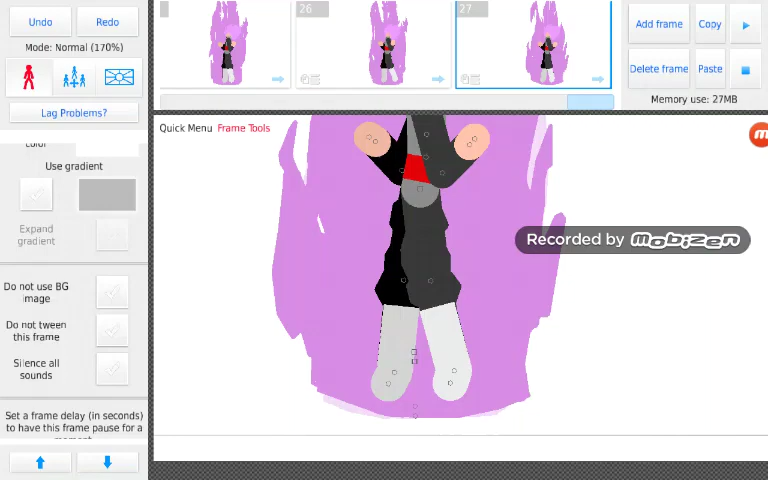 Undo
Redo
Mode: Normal (170%)
Lag Problems?
color
Use gradient
Expand
gradient
Do not use BG
image
Do not tween
this frame
Silence all
sounds
Set a frame delay (in seconds)
to have this frame pause for a
26
27
Add frame
Copy
Delete frame
Paste
Memory use: 27MB
Quick Menu
Frame Tools
Recorded by mobizen